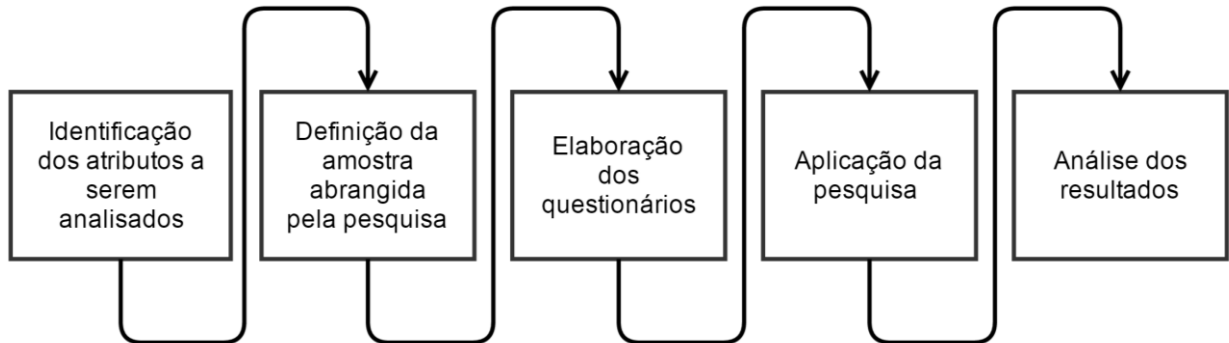 Identificação
dos atributos a
serem
analisados
Definição da
amostra
abrangida
pela pesquisa
Elaboração
dos
questionários
Aplicação da
pesquisa
Análise dos
resultados